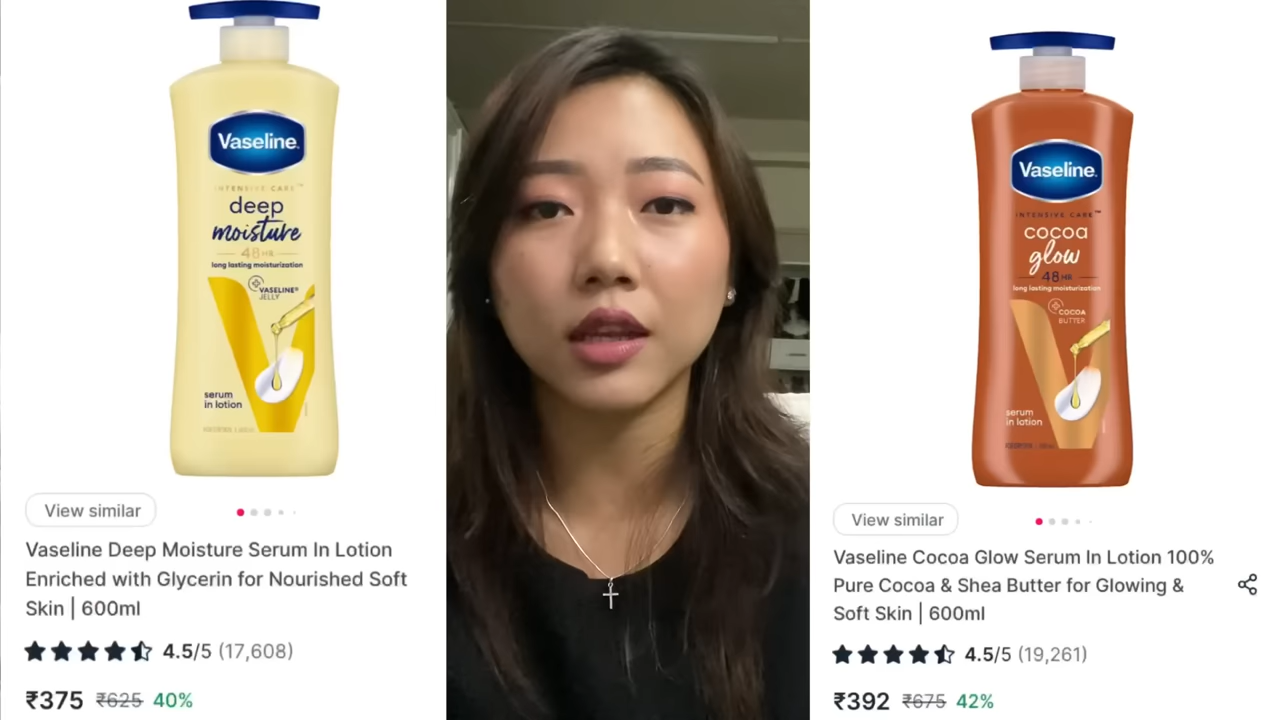 Vaseline.
INTENSIVE CARE™
deep
moisture
48 HR
long lasting moisturization
VASELINE®
JELLY
serum
in lotion
View similar
Vaseline Deep Moisture Serum In Lotion
Enriched with Glycerin for Nourished Soft
Skin | 600ml
4.5/5 (17,608)
₹375 ₹625 40%
Vaseline.
INTENSIVE CARE™
cocoa
glow
48 HR
long lasting moisturization
COCOA
BUTTER
serum
in lotion
View similar
Vaseline Cocoa Glow Serum In Lotion 100%
Pure Cocoa & Shea Butter for Glowing &
Soft Skin | 600ml
4.5/5 (19,261)
₹392 ₹675 42%